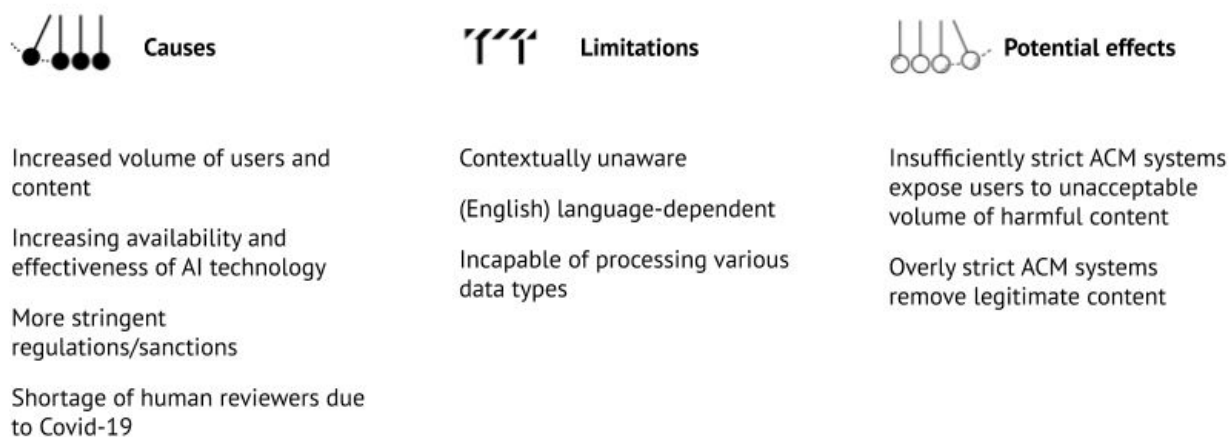 Causes
Increased volume of users and
content
Increasing availability and
effectiveness of AI technology
More stringent
regulations/sanctions
Shortage of human reviewers due
to Covid-19
Limitations
Contextually unaware
(English) language-dependent
Incapable of processing various
data types
Potential effects
Insufficiently strict ACM systems
expose users to unacceptable
volume of harmful content
Overly strict ACM systems
remove legitimate content